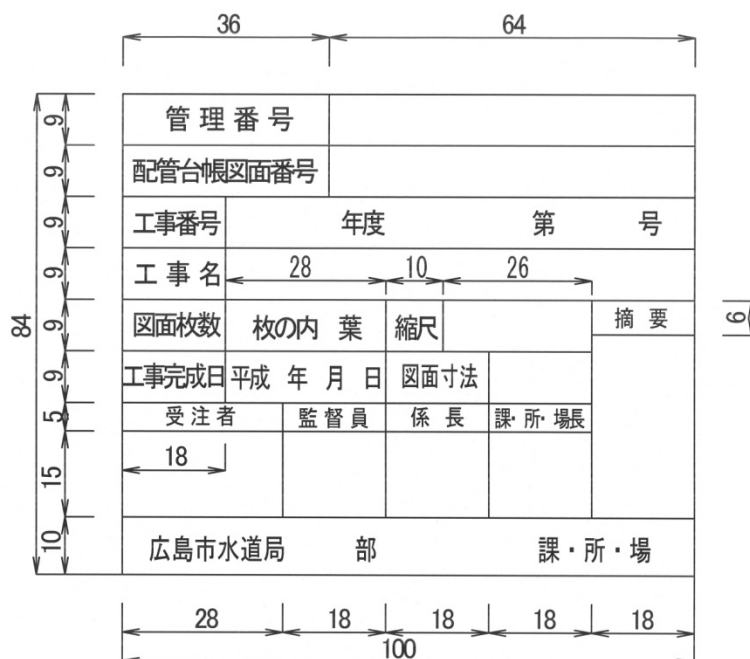 36 64
9 管理番号
9 配管台帳図面番号
9 工事番号 年度 第 号
9 工事名 28 10 26
84
9 図面枚数 枚の内 葉 縮尺 摘要 6
9 工事完成日 平成 年 月 日 図面寸法
5 受注者 監督員 係長 課・所・場長
15 18
10 広島市水道局 部 課・所・場
28 18 18 18 18
100